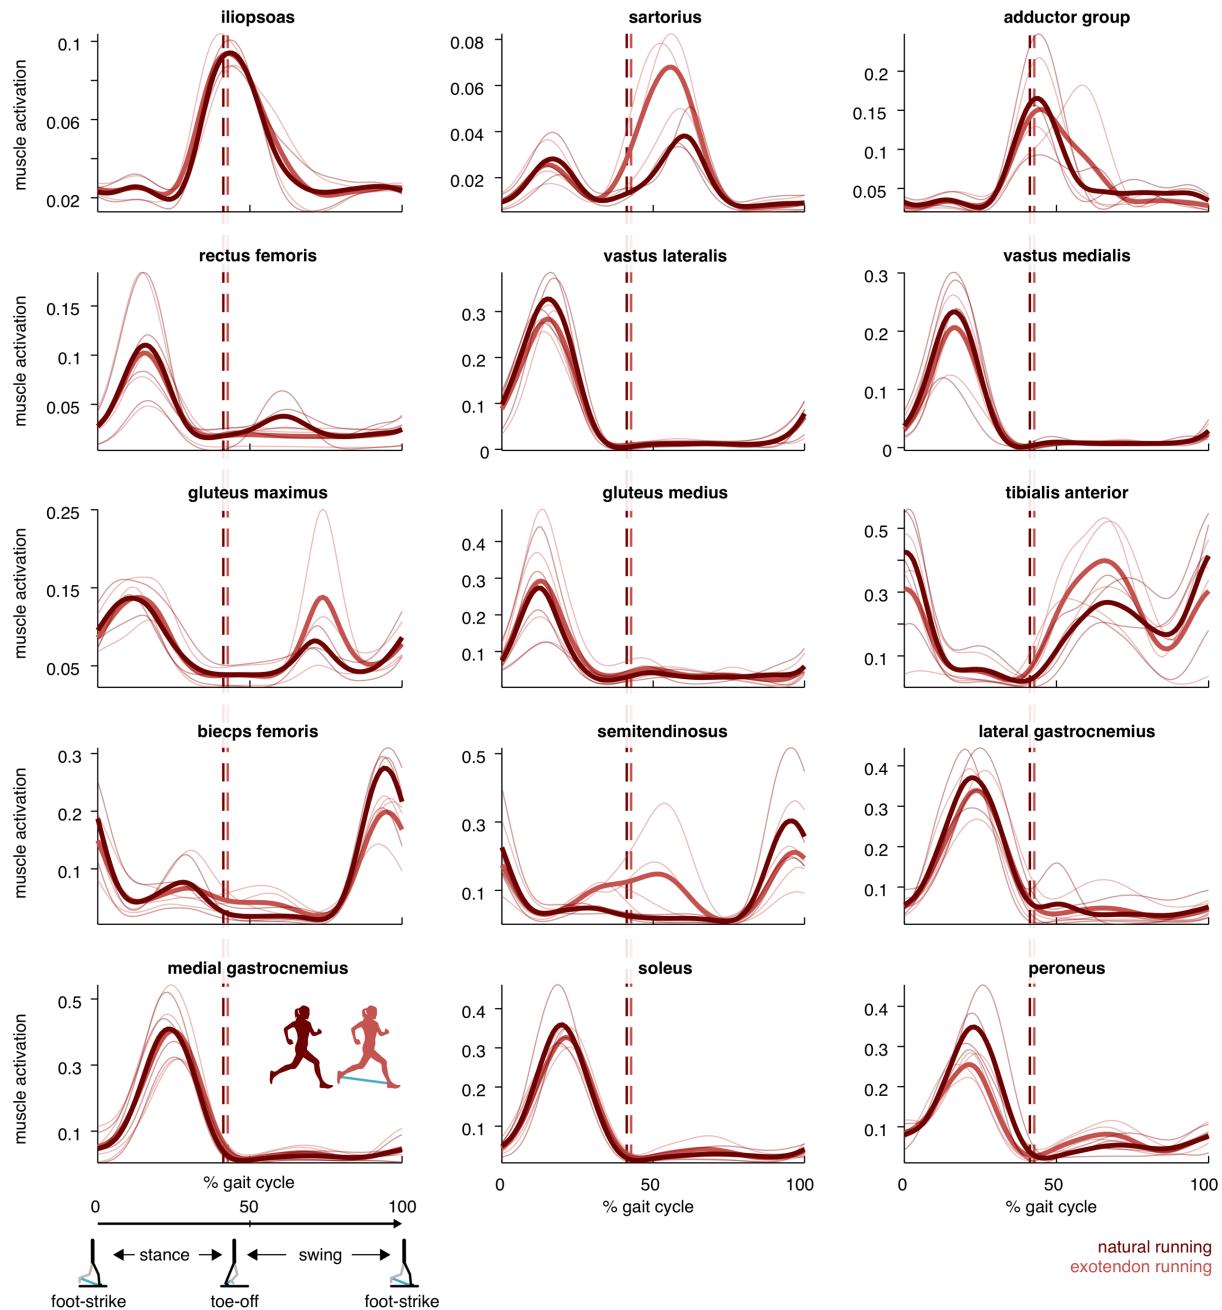 iliopsoas
sartorius
adductor group
muscle activation
0.1
0.06
0.02
0.08
0.06
0.04
0.02
0.2
0.15
0.1
0.05
rectus femoris
vastus lateralis
vastus medialis
muscle activation
0.15
0.1
0.05
0.3
0.2
0.1
0
0.3
0.2
0.1
0
gluteus maximus
gluteus medius
tibialis anterior
muscle activation
0.25
0.15
0.05
0.4
0.3
0.2
0.1
0.5
0.3
0.1
biecps femoris
semitendinosus
lateral gastrocnemius
muscle activation
0.3
0.2
0.1
0.5
0.3
0.1
0.4
0.3
0.2
0.1
medial gastrocnemius
soleus
peroneus
muscle activation
0.5
0.3
0.1
0.4
0.3
0.2
0.1
0.4
0.3
0.2
0.1
% gait cycle
0 50 100
% gait cycle
0 50 100
% gait cycle
0 50 100
stance
swing
foot-strike
toe-off
foot-strike
natural running
exotendon running